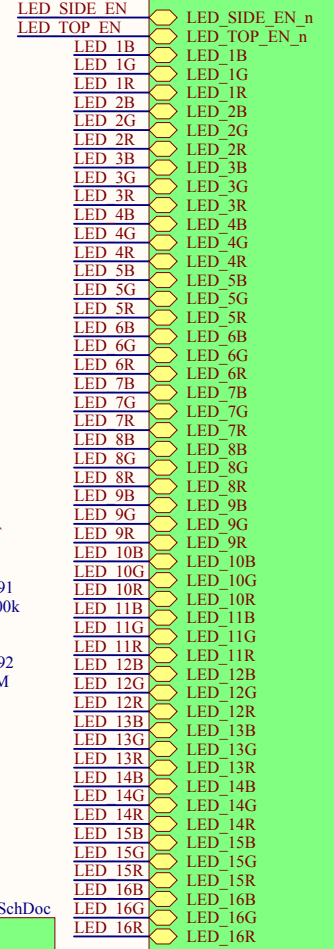 LED_SIDE_EN LED_SIDE_EN_n
LED_TOP_EN LED_TOP_EN_n
LED_1B LED_1B
LED_1G LED_1G
LED_1R LED_1R
LED_2B LED_2B
LED_2G LED_2G
LED_2R LED_2R
LED_3B LED_3B
LED_3G LED_3G
LED_3R LED_3R
LED_4B LED_4B
LED_4G LED_4G
LED_4R LED_4R
LED_5B LED_5B
LED_5G LED_5G
LED_5R LED_5R
LED_6B LED_6B
LED_6G LED_6G
LED_6R LED_6R
LED_7B LED_7B
LED_7G LED_7G
LED_7R LED_7R
LED_8B LED_8B
LED_8G LED_8G
LED_8R LED_8R
LED_9B LED_9B
LED_9G LED_9G
LED_9R LED_9R
LED_10B LED_10B
LED_10G LED_10G
91 LED_10R LED_10R
00k LED_11B LED_11B
LED_11G LED_11G
LED_11R LED_11R
92 LED_12B LED_12B
M LED_12G LED_12G
LED_12R LED_12R
LED_13B LED_13B
LED_13G LED_13G
LED_13R LED_13R
LED_14B LED_14B
LED_14G LED_14G
LED_14R LED_14R
LED_15B LED_15B
LED_15G LED_15G
LED_15R LED_15R
LED_16B LED_16B
SchDoc LED_16G LED_16G
LED_16R LED_16R